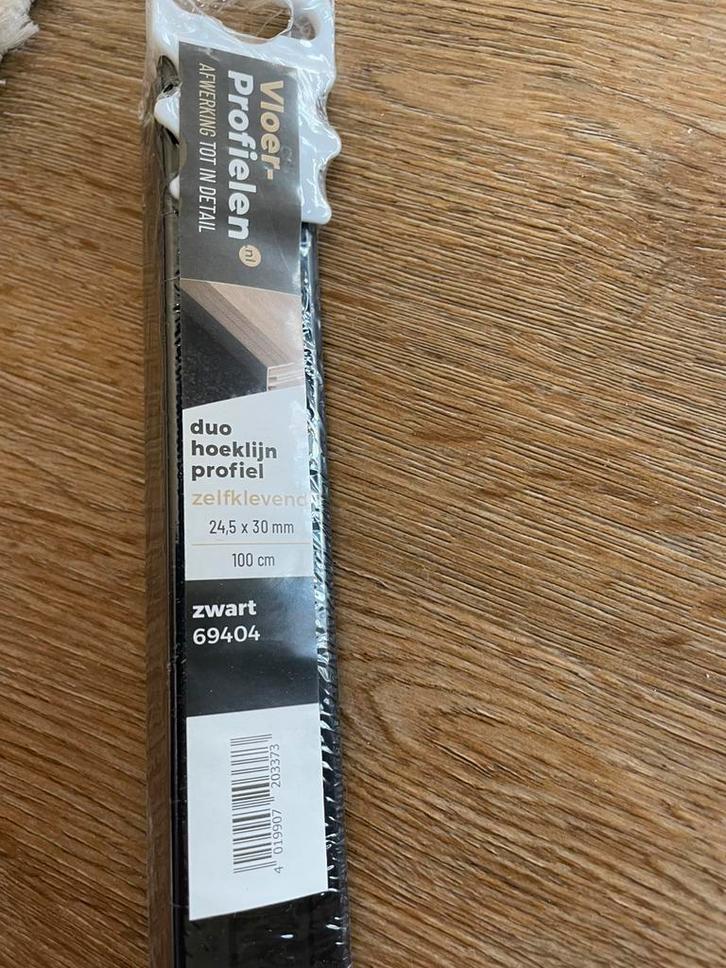 Vloer-
Profielen.nl
AFWERKING TOT IN DETAIL
duo
hoeklijn
profiel
zelfklevend
24,5 x 30 mm
100 cm
zwart
69404
4 019907 203373